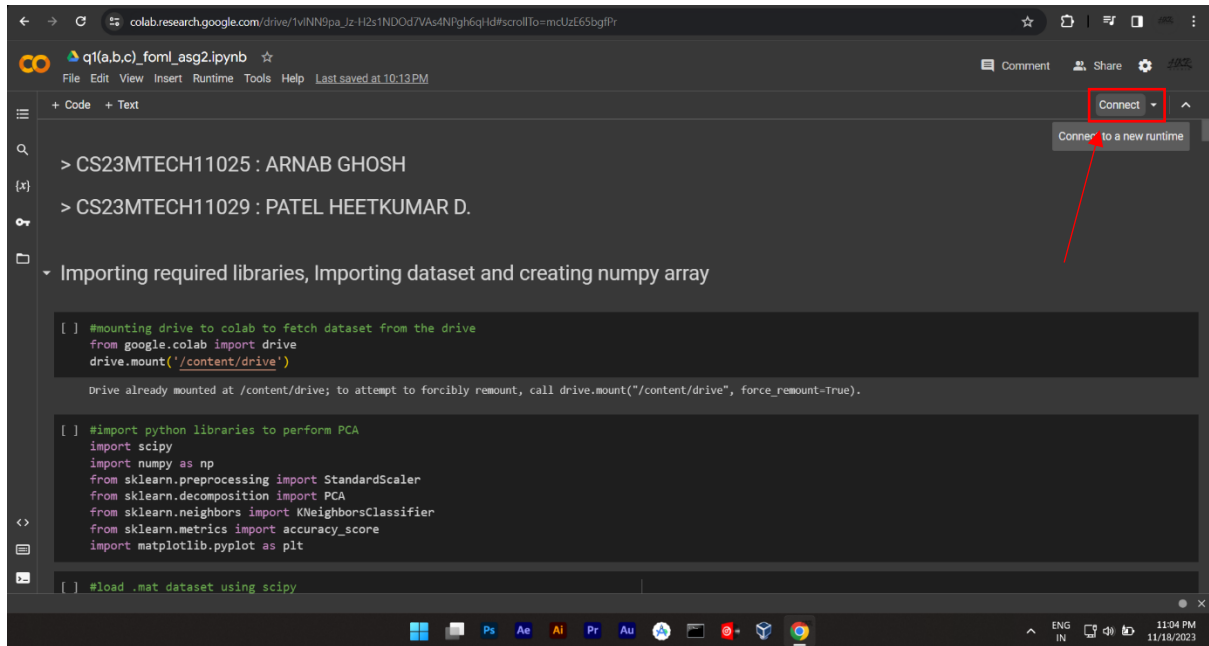 colab.research.google.com/drive/1vlNN9pa_Jz-H2s1NDOd7VAs4NPgh6qHd#scrollTo=mcUzE65bgfPr
CO
q1(a,b,c)_foml_asg2.ipynb
Comment Share
File Edit View Insert Runtime Tools Help Last saved at 10:13 PM
+ Code + Text
Connect
Connect to a new runtime
> CS23MTECH11025 : ARNAB GHOSH
{x}
> CS23MTECH11029 : PATEL HEETKUMAR D.
Importing required libraries, Importing dataset and creating numpy array
[ ] #mounting drive to colab to fetch dataset from the drive
from google.colab import drive
drive.mount('/content/drive')
Drive already mounted at /content/drive; to attempt to forcibly remount, call drive.mount("/content/drive", force_remount=True).
[ ] #import python libraries to perform PCA
import scipy
import numpy as np
from sklearn.preprocessing import StandardScaler
from sklearn.decomposition import PCA
from sklearn.neighbors import KNeighborsClassifier
from sklearn.metrics import accuracy_score
import matplotlib.pyplot as plt
[ ] #load .mat dataset using scipy
Ps Ae Ai Pr Au
ENG
IN
11:04 PM
11/18/2023